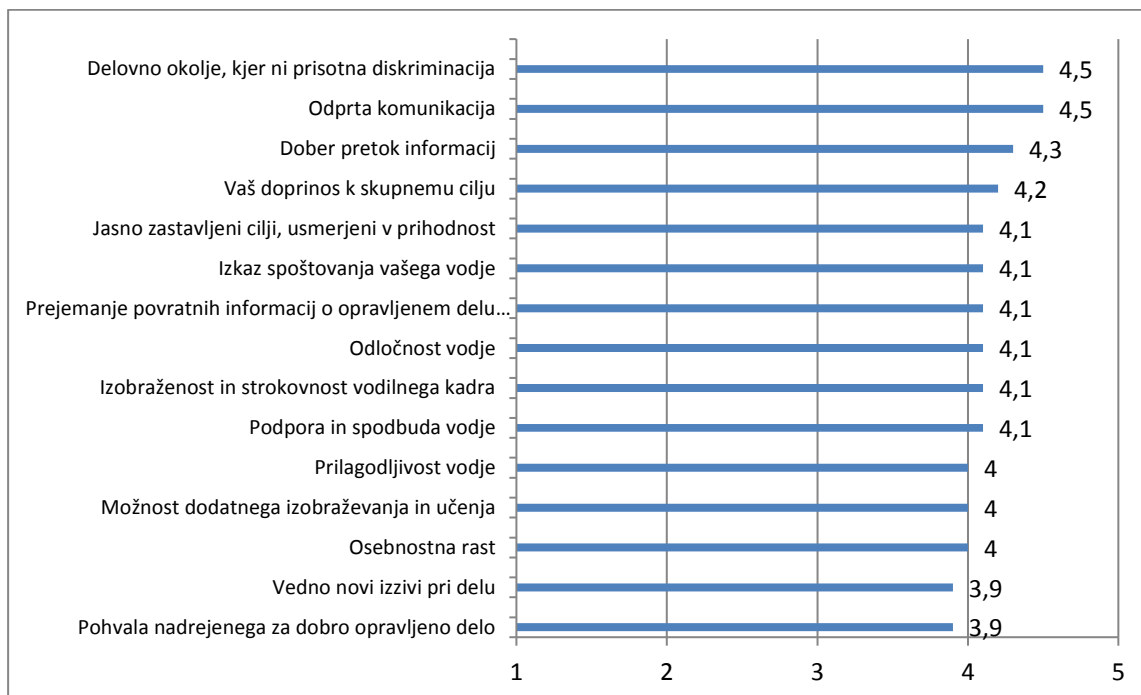 Delovno okolje, kjer ni prisotna diskriminacija 4,5
Odprta komunikacija 4,5
Dober pretok informacij 4,3
Vaš doprinos k skupnemu cilju 4,2
Jasno zastavljeni cilji, usmerjeni v prihodnost 4,1
Izkaz spoštovanja vašega vodje 4,1
Prejemanje povratnih informacij o opravljenem delu… 4,1
Odločnost vodje 4,1
Izobraženost in strokovnost vodilnega kadra 4,1
Podpora in spodbuda vodje 4,1
Prilagodljivost vodje 4
Možnost dodatnega izobraževanja in učenja 4
Osebnostna rast 4
Vedno novi izzivi pri delu 3,9
Pohvala nadrejenega za dobro opravljeno delo 3,9
1 2 3 4 5